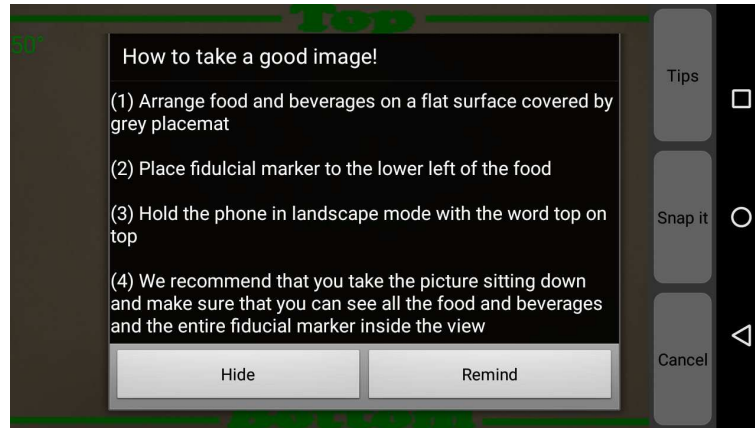 Top
50°
How to take a good image!
(1) Arrange food and beverages on a flat surface covered by
grey placemat
(2) Place fidulcial marker to the lower left of the food
(3) Hold the phone in landscape mode with the word top on
top
(4) We recommend that you take the picture sitting down
and make sure that you can see all the food and beverages
and the entire fiducial marker inside the view
Hide
Remind
Tips
Snap it
Cancel